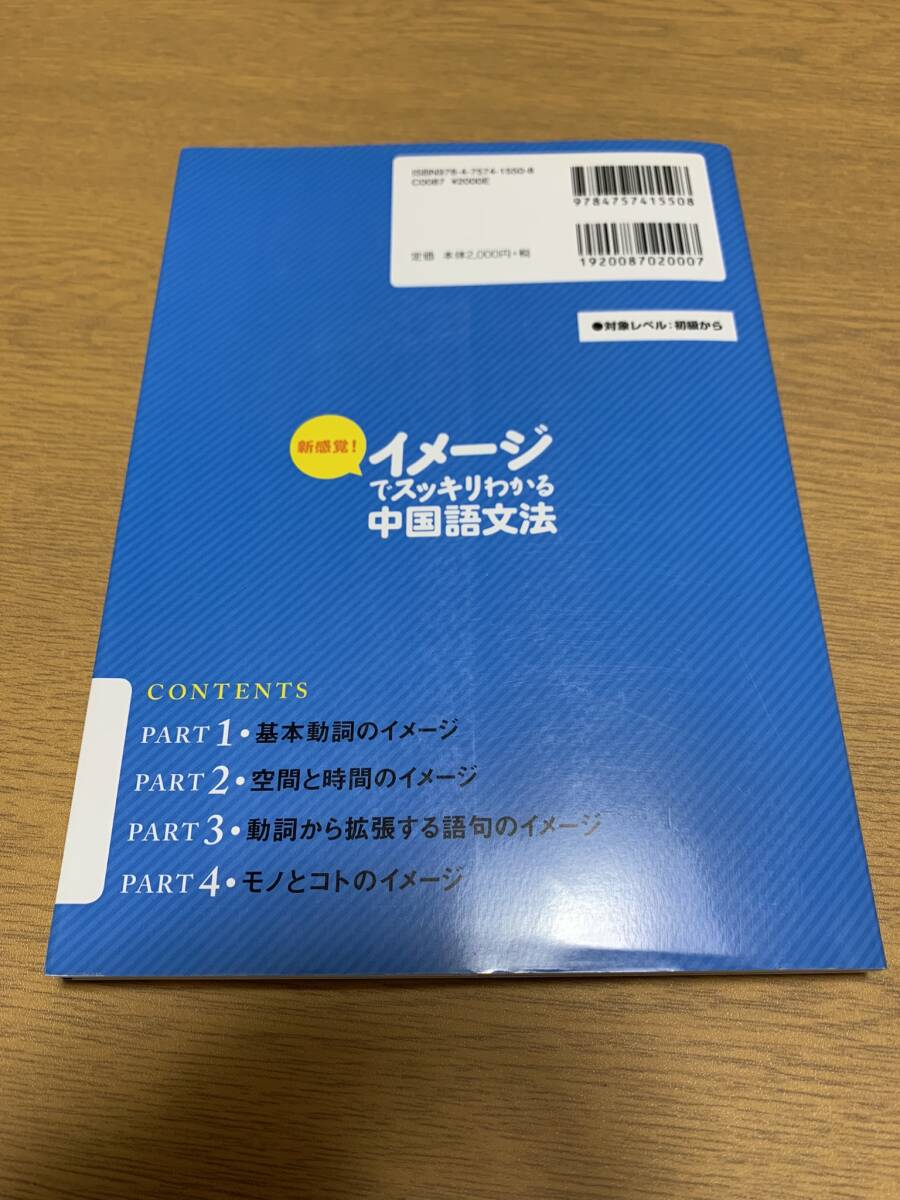 ISBN978-4-7574-1550-8
C0087 ¥2000E
9784757415508
定価 本体2,000円+税
1920087020007
●対象レベル:初級から
新感覚!
イメージ
でスッキリわかる
中国語文法
CONTENTS
PART 1・基本動詞のイメージ
PART 2・空間と時間のイメージ
PART 3・動詞から拡張する語句のイメージ
PART 4・モノとコトのイメージ